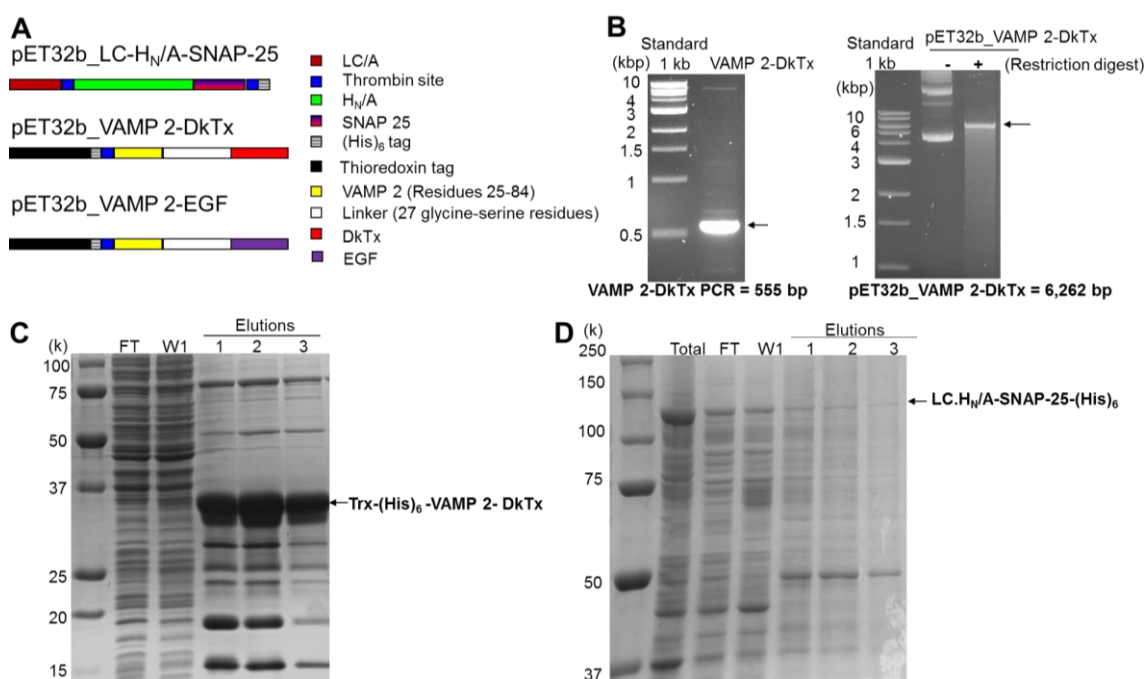 A
pET32b_LC-HN/A-SNAP-25
pET32b_VAMP 2-DkTx
pET32b_VAMP 2-EGF
LC/A
Thrombin site
HN/A
SNAP 25
(His)6 tag
Thioredoxin tag
VAMP 2 (Residues 25-84)
Linker (27 glycine-serine residues)
DkTx
EGF
B
Standard
(kbp) 1 kb VAMP 2-DkTx
10
4
3
2
1.5
1
0.5
VAMP 2-DkTx PCR = 555 bp
pET32b_VAMP 2-DkTx
Standard
1 kb - + (Restriction digest)
(kbp)
10
6
5
4
3
2
1.5
1
pET32b_VAMP 2-DkTx = 6,262 bp
C
Elutions
(k) FT W1 1 2 3
100
75
50
37
25
20
15
Trx-(His)6 -VAMP 2- DkTx
D
Elutions
(k) Total FT W1 1 2 3
250
150
100
75
50
37
LC.HN/A-SNAP-25-(His)6